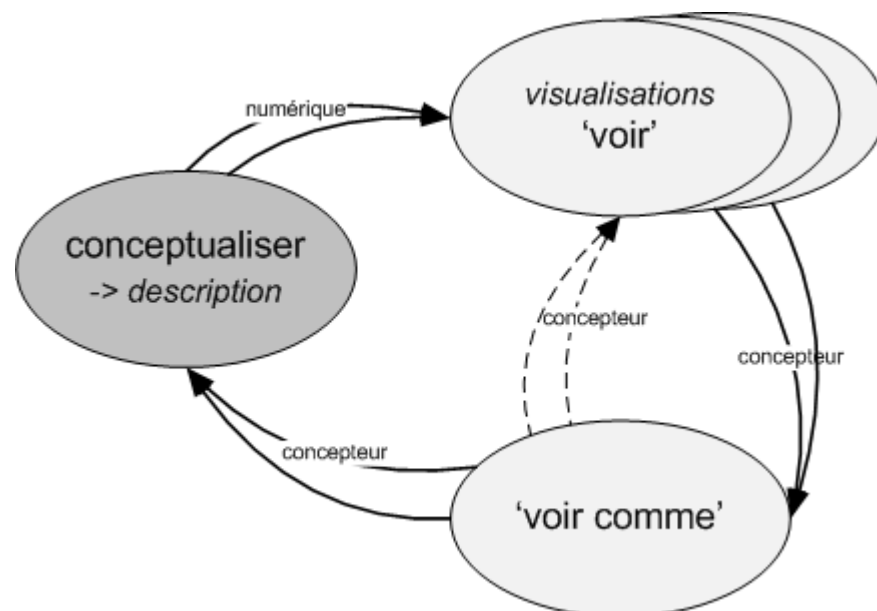 visualisations
‘voir’
numérique
conceptualiser
-> description
concepteur
concepteur
concepteur
‘voir comme’